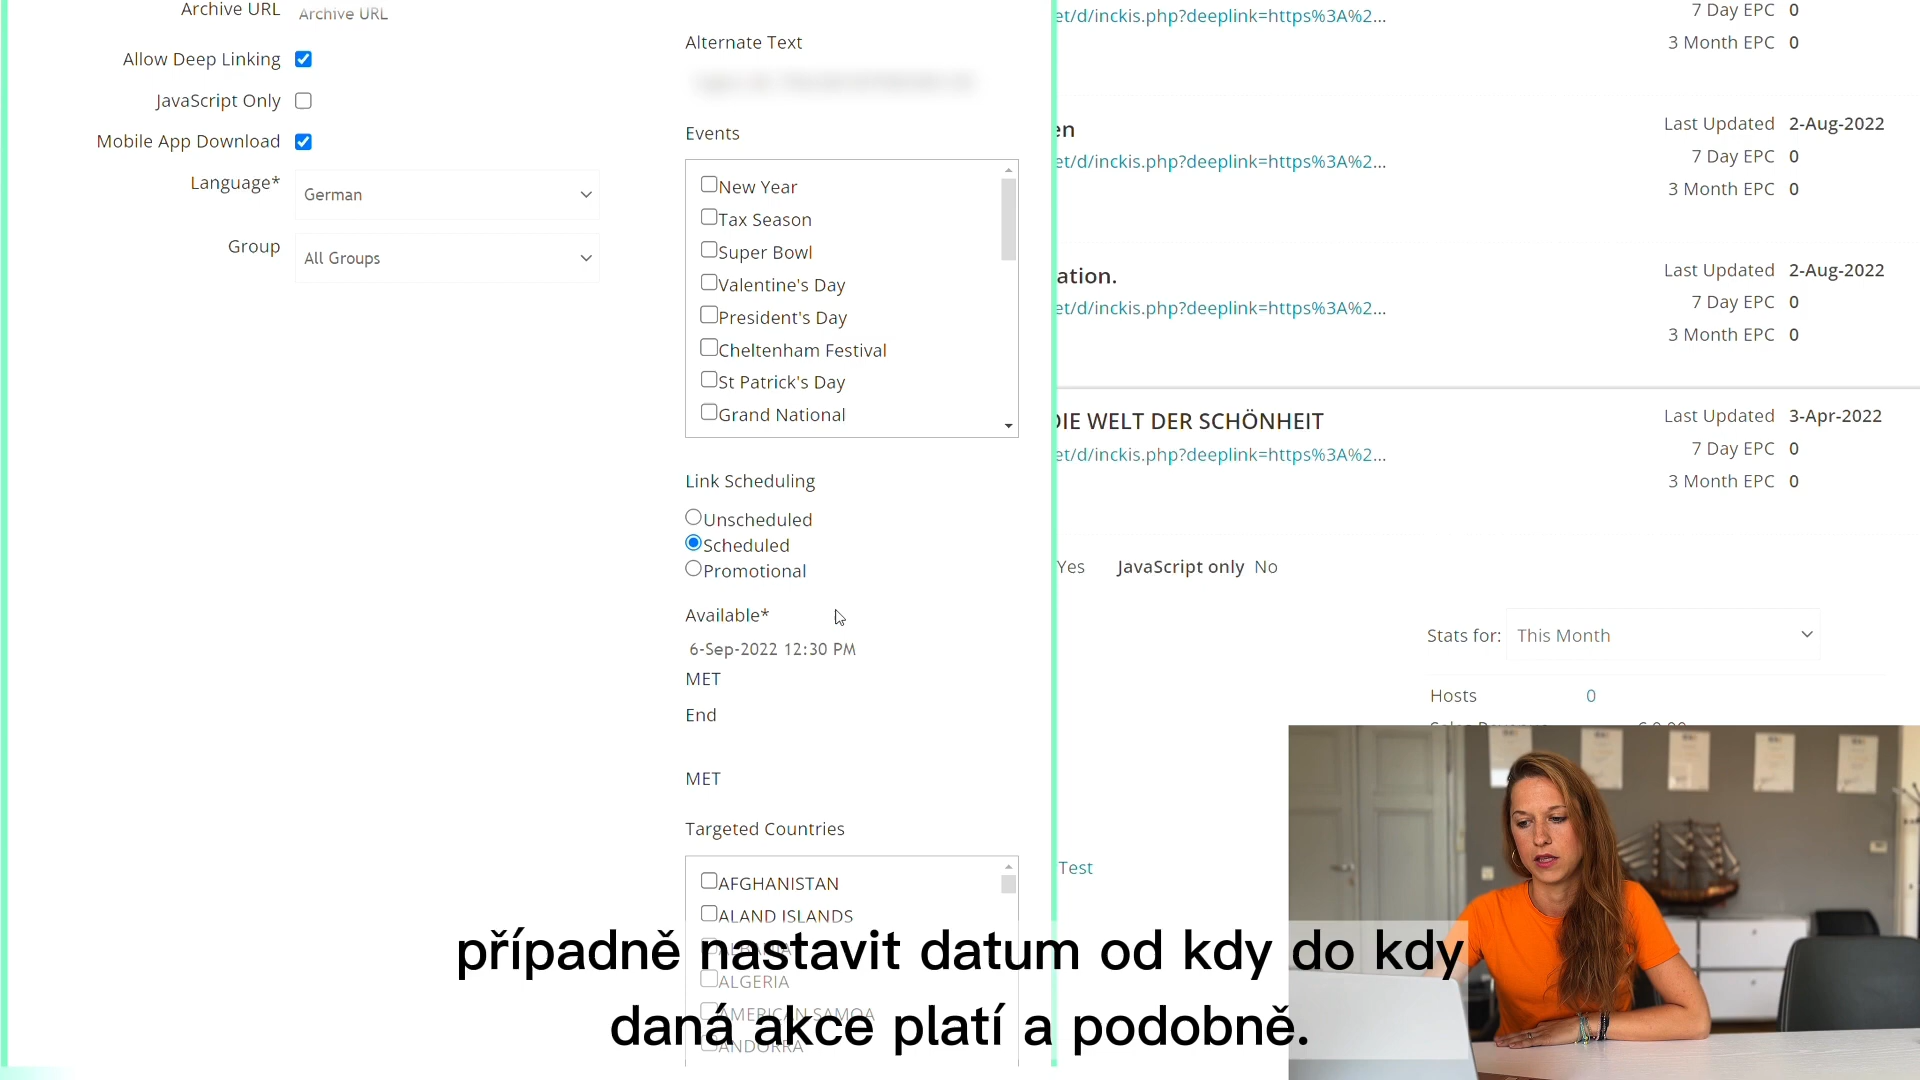 Archive URL
Archive URL
Allow Deep Linking
JavaScript Only
Mobile App Download
Language*
German
Group
All Groups
Alternate Text
Events
New Year
Tax Season
Super Bowl
Valentine's Day
President's Day
Cheltenham Festival
St Patrick's Day
Grand National
Link Scheduling
Unscheduled
Scheduled
Promotional
Available*
6-Sep-2022 12:30 PM
MET
End
MET
Targeted Countries
AFGHANISTAN
ALAND ISLANDS
ALBANIA
ALGERIA
AMERICAN SAMOA
ANDORRA
et/d/inckis.php?deeplink=https%3A%2...
7 Day EPC 0
3 Month EPC 0
en
et/d/inckis.php?deeplink=https%3A%2...
Last Updated 2-Aug-2022
7 Day EPC 0
3 Month EPC 0
ation.
et/d/inckis.php?deeplink=https%3A%2...
Last Updated 2-Aug-2022
7 Day EPC 0
3 Month EPC 0
DIE WELT DER SCHÖNHEIT
et/d/inckis.php?deeplink=https%3A%2...
Last Updated 3-Apr-2022
7 Day EPC 0
3 Month EPC 0
Yes JavaScript only No
Stats for: This Month
Hosts 0
Test
případně nastavit datum od kdy do kdy
daná akce platí a podobně.